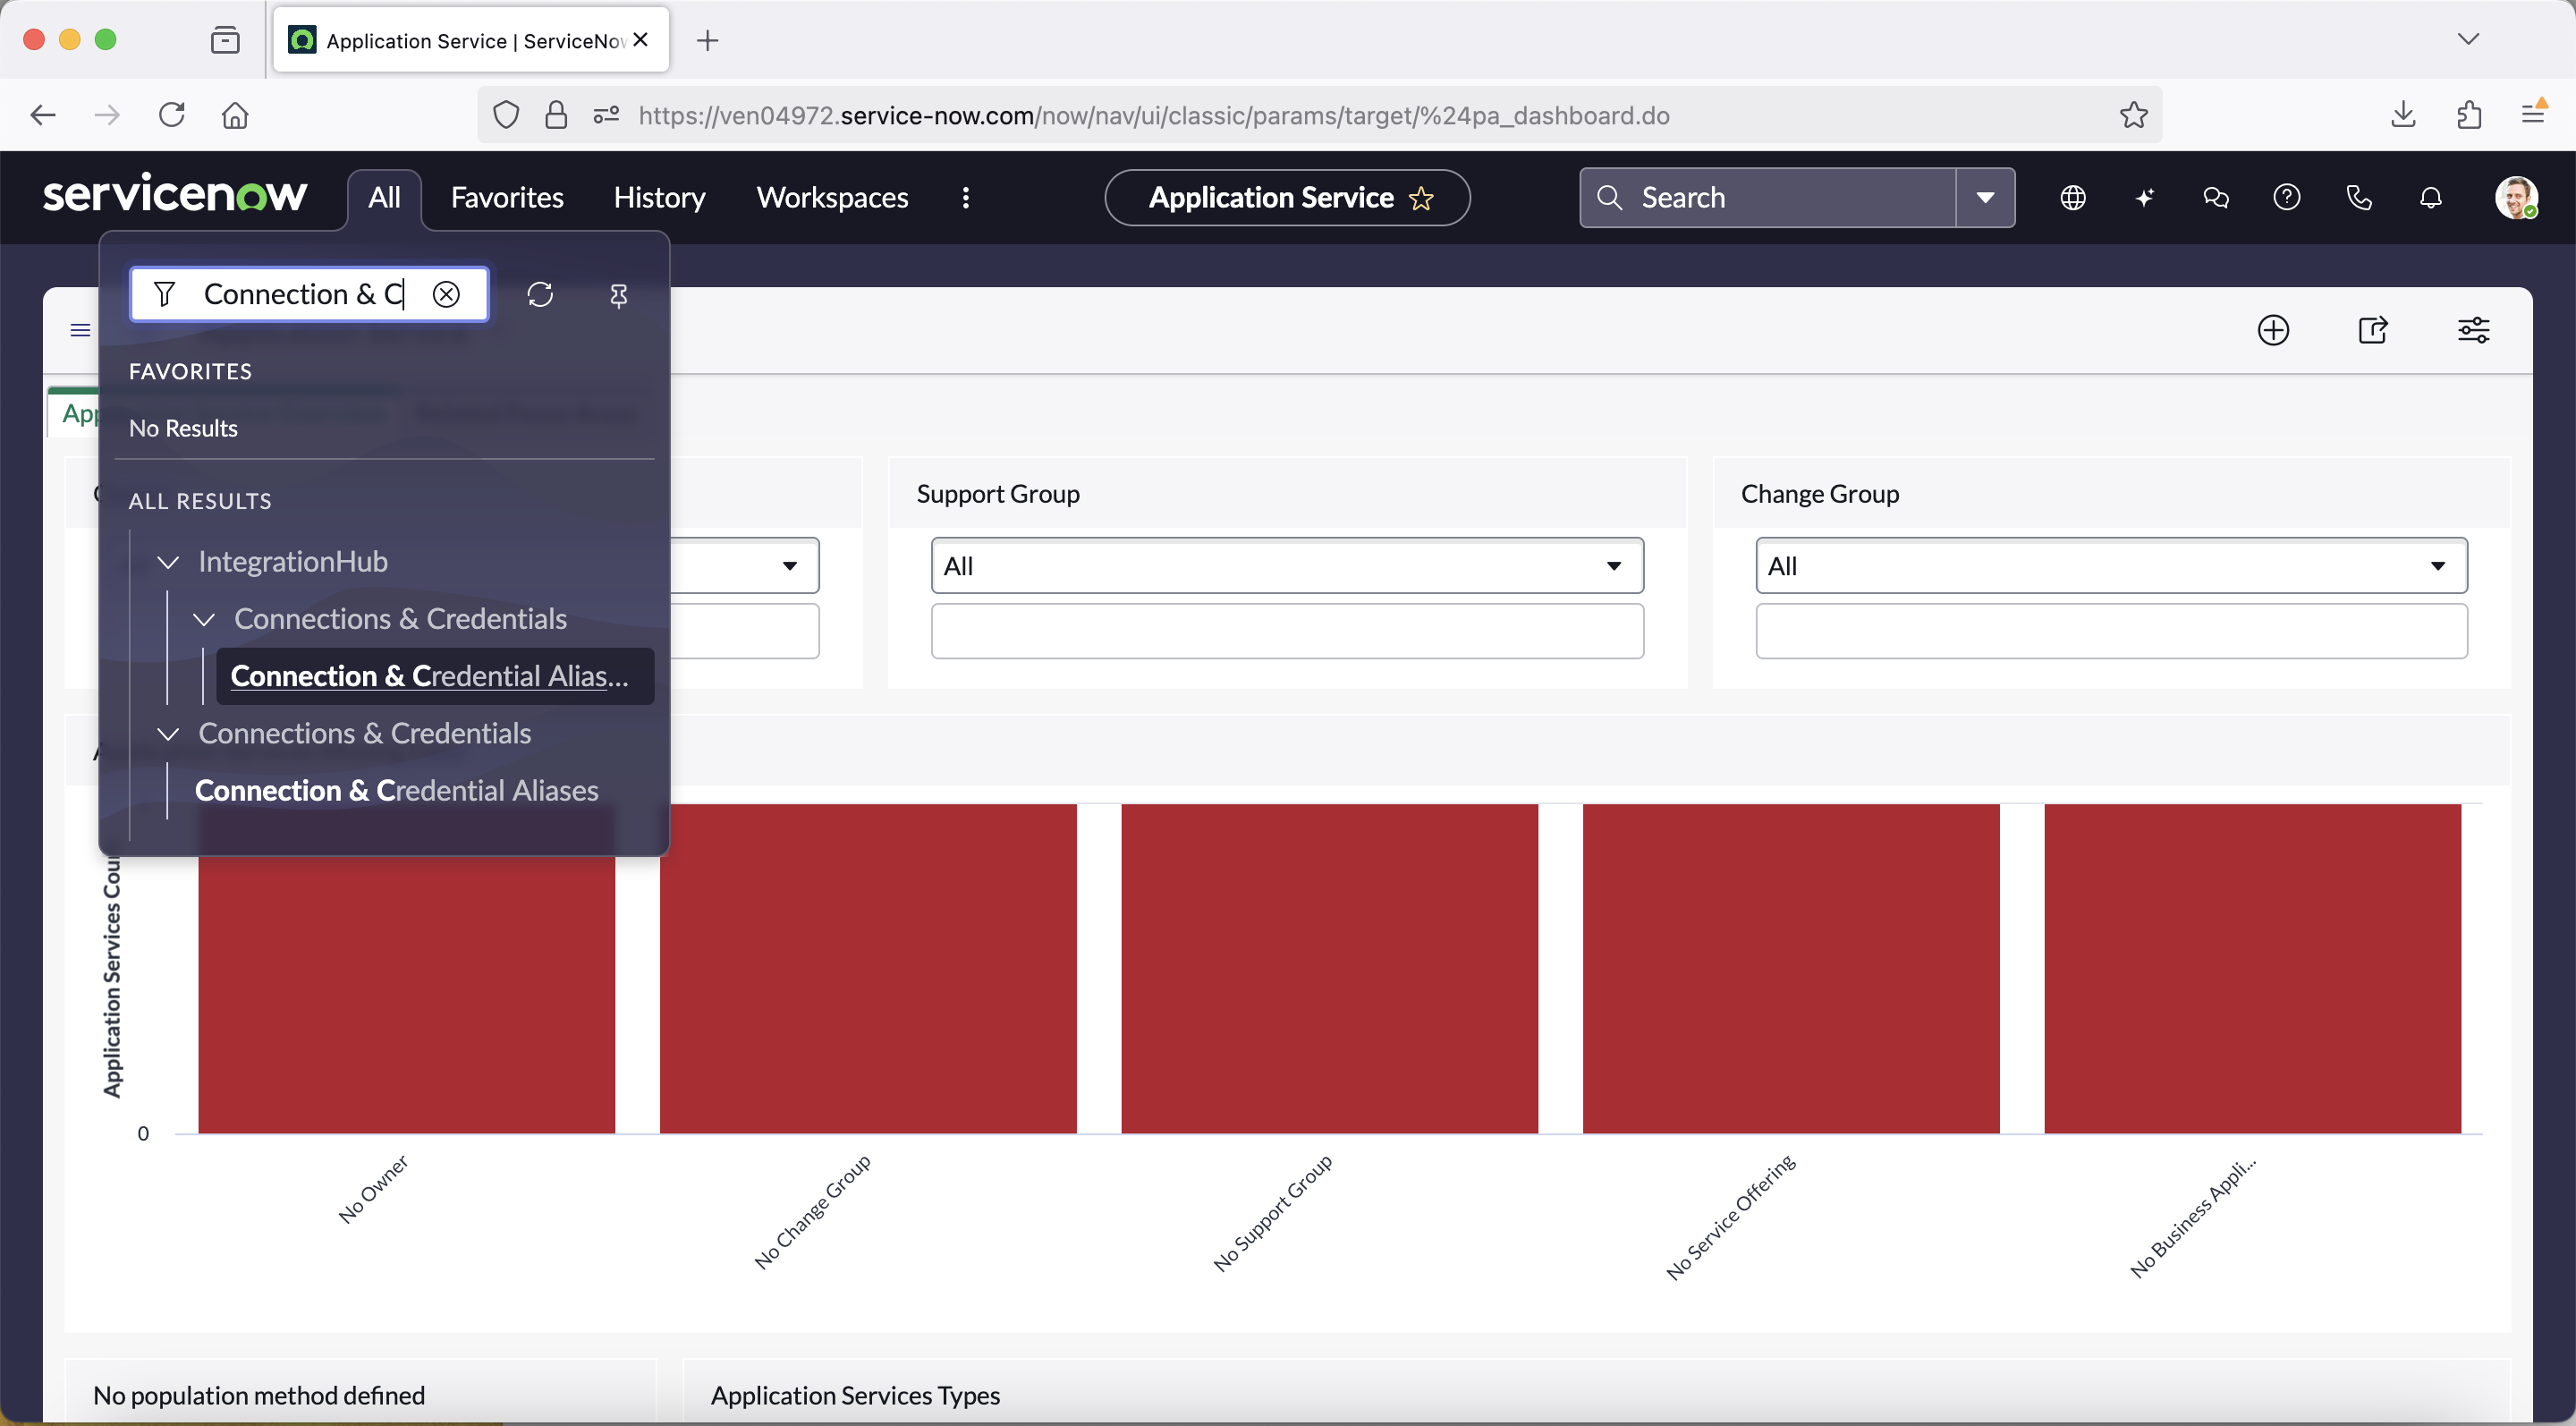 Application Service | ServiceNow
https://ven04972.service-now.com/now/nav/ui/classic/params/target/%24pa_dashboard.do
servicenow
All
Favorites
History
Workspaces
Application Service
Search
Connection & C
FAVORITES
No Results
ALL RESULTS
IntegrationHub
Connections & Credentials
Connection & Credential Alias...
Connections & Credentials
Connection & Credential Aliases
App
Support Group
All
Change Group
All
Application Services Cou
0
No Owner
No Change Group
No Support Group
No Service Offering
No Business Appli...
No population method defined
Application Services Types